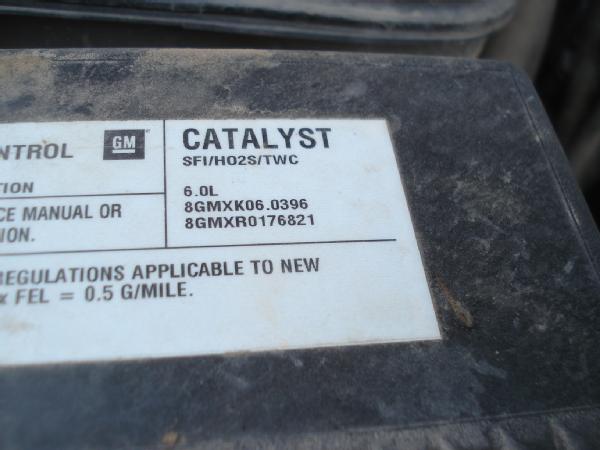 NTROL GM CATALYST
SFI/HO2S/TWC
TION
6.0L
CE MANUAL OR
8GMXK06.0396
ION.
8GMXR0176821
REGULATIONS APPLICABLE TO NEW
x FEL = 0.5 G/MILE.